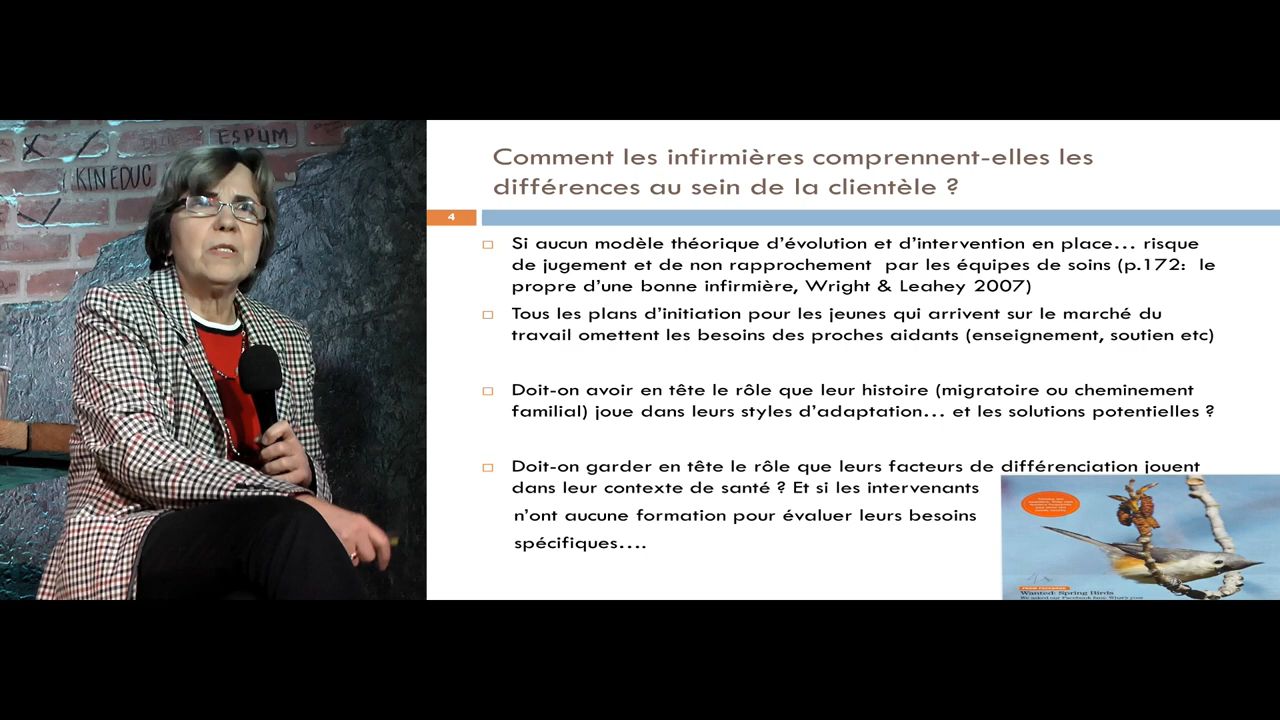 ESPUM
KINEDUC
Comment les infirmières comprennent-elles les
différences au sein de la clientèle ?
4
Si aucun modèle théorique d'évolution et d'intervention en place... risque
de jugement et de non rapprochement par les équipes de soins (p.172: le
propre d'une bonne infirmière, Wright & Leahey 2007)
Tous les plans d'initiation pour les jeunes qui arrivent sur le marché du
travail omettent les besoins des proches aidants (enseignement, soutien etc)
Doit-on avoir en tête le rôle que leur histoire (migratoire ou cheminement
familial) joue dans leurs styles d'adaptation... et les solutions potentielles ?
Doit-on garder en tête le rôle que leurs facteurs de différenciation jouent
dans leur contexte de santé ? Et si les intervenants
n'ont aucune formation pour évaluer leurs besoins
spécifiques....
Wanted: Spring Birds